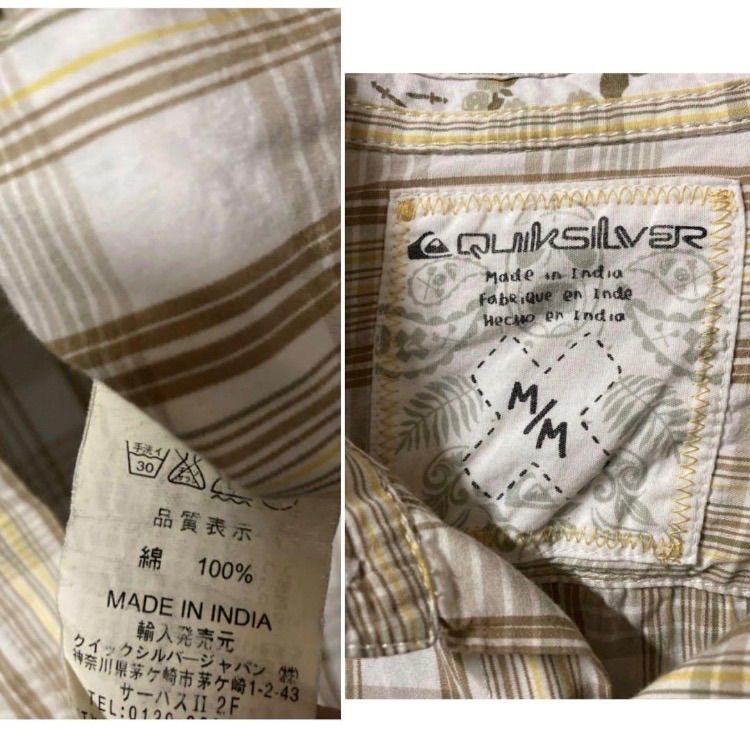 手洗イ
30
品質表示
綿 100%
MADE IN INDIA
輸入発売元
クイックシルバージャパン㈱
神奈川県茅ヶ崎市茅ヶ崎1-2-43
サーパスII 2F
TEL:0120
QUIKSILVER
Made in India
Fabrique en Inde
Hecho en India
M/M